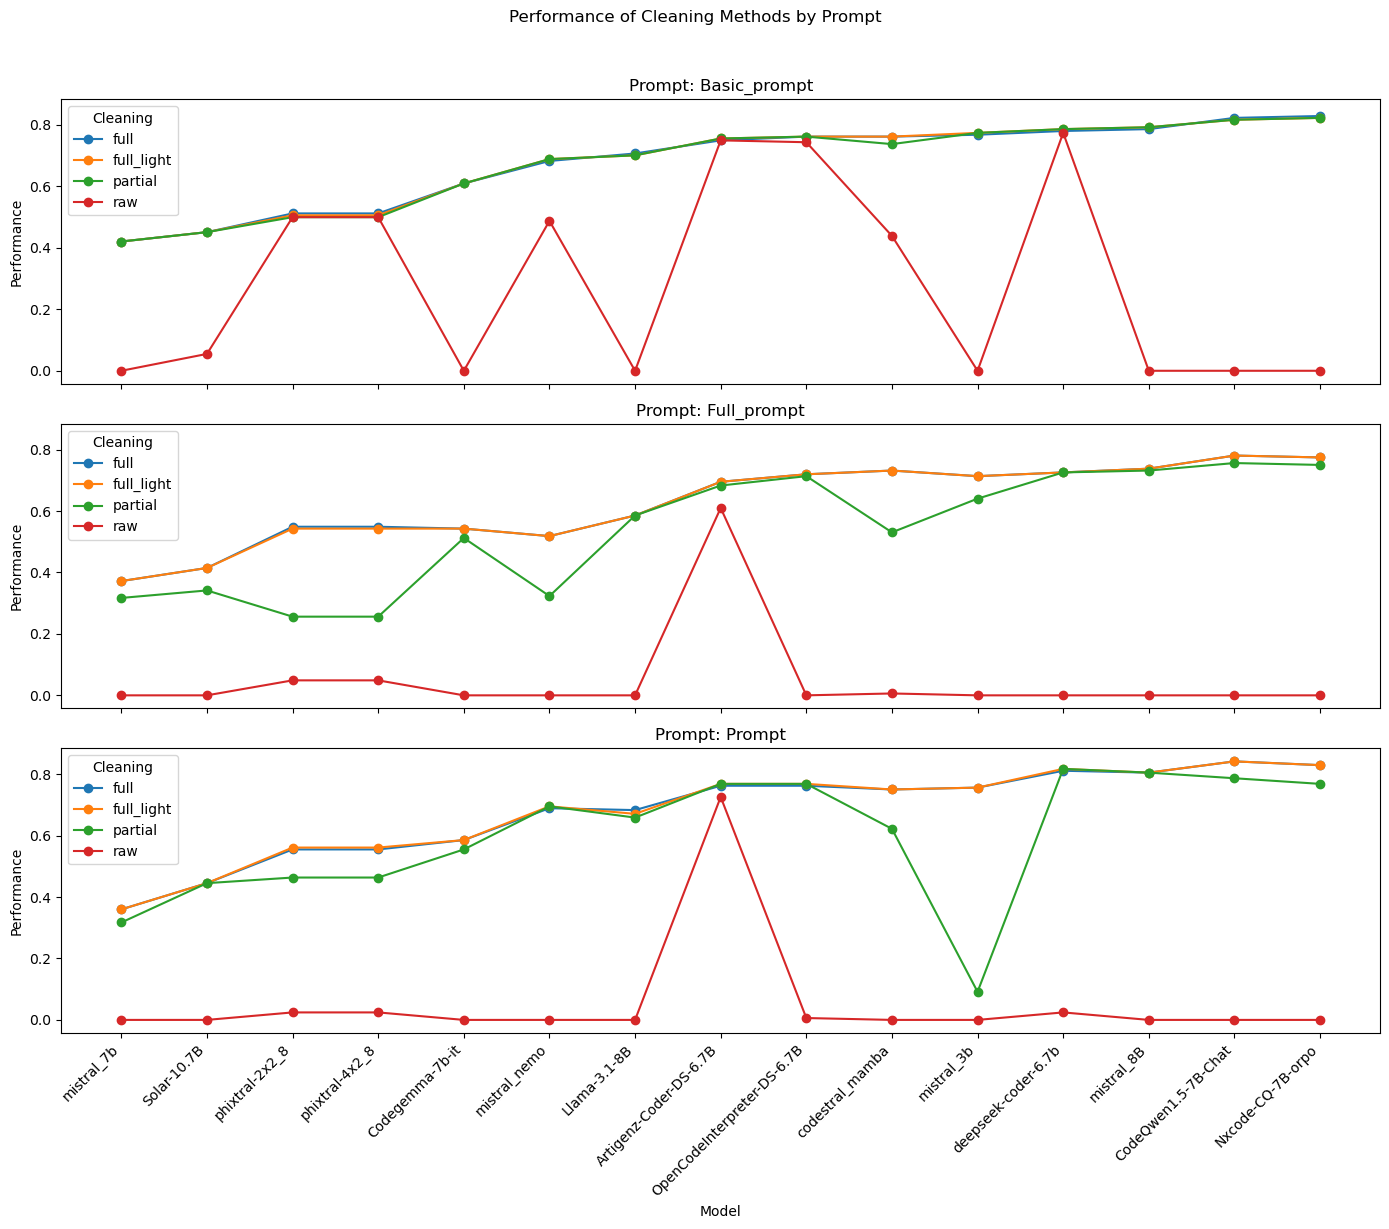 Performance of Cleaning Methods by Prompt
Prompt: Basic_prompt
Performance
0.8
0.6
0.4
0.2
0.0
Cleaning
full
full_light
partial
raw
Prompt: Full_prompt
Performance
0.8
0.6
0.4
0.2
0.0
Cleaning
full
full_light
partial
raw
Prompt: Prompt
Performance
0.8
0.6
0.4
0.2
0.0
Cleaning
full
full_light
partial
raw
mistral_7b
Solar-10.7B
phixtral-2x2_8
phixtral-4x2_8
Codegemma-7b-it
mistral_nemo
Llama-3.1-8B
Artigenz-Coder-DS-6.7B
OpenCodeInterpreter-DS-6.7B
codestral_mamba
mistral_3b
deepseek-coder-6.7b
mistral_8B
CodeQwen1.5-7B-Chat
Nxcode-CQ-7B-orpo
Model